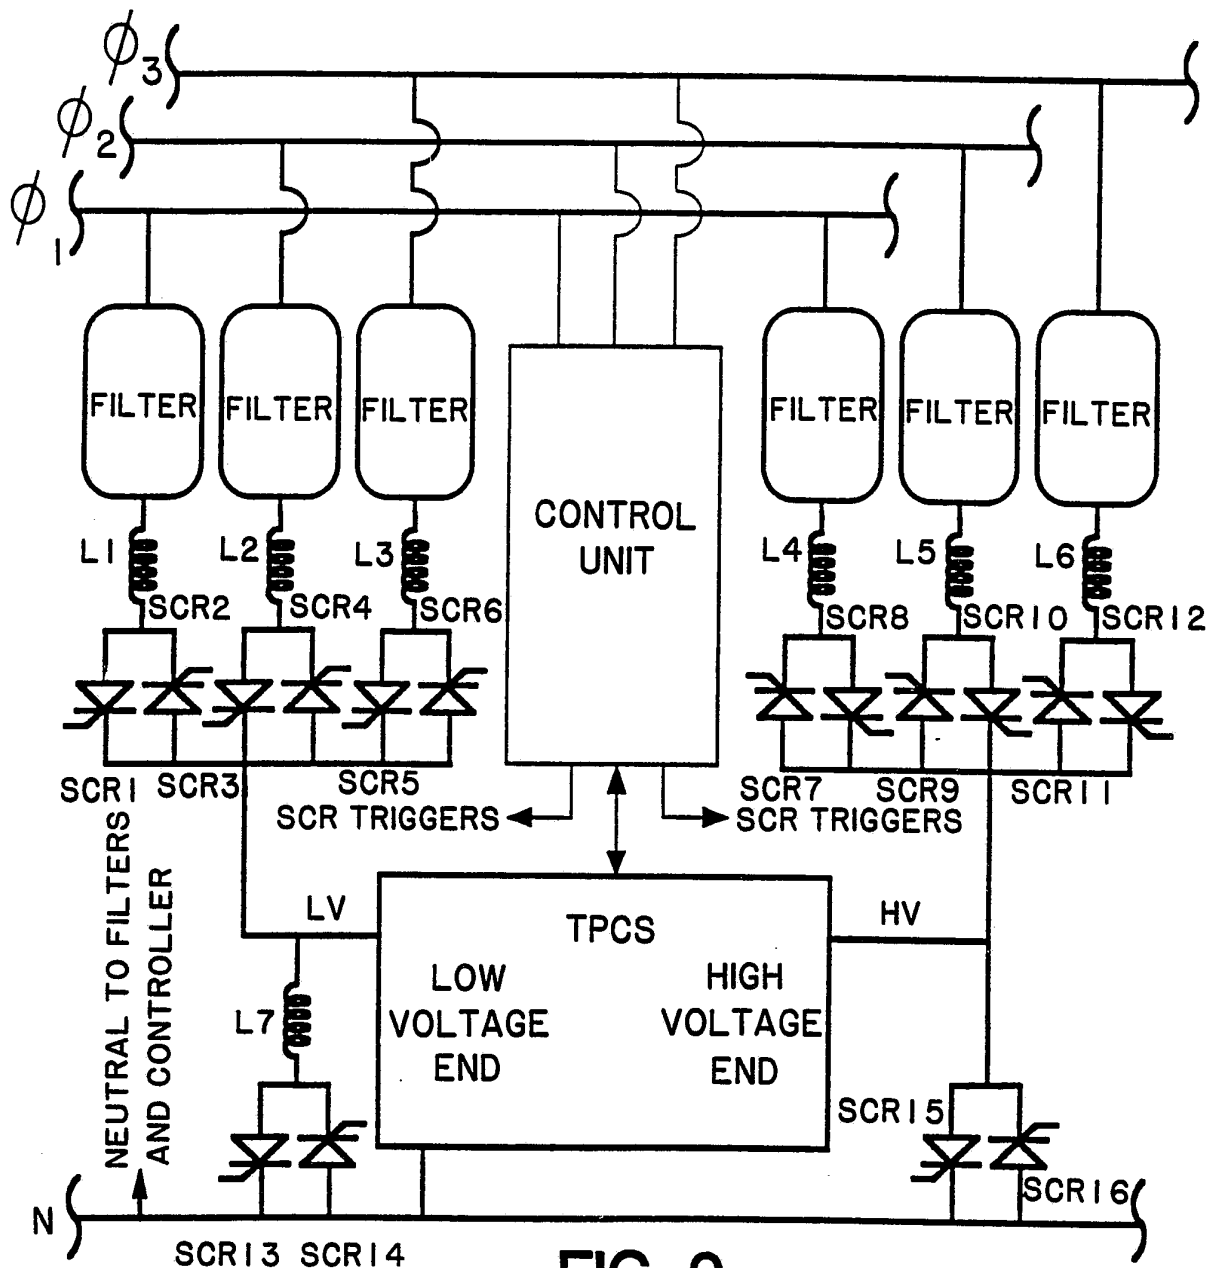 ϕ3
ϕ2
ϕ1
FILTER FILTER FILTER
FILTER FILTER FILTER
CONTROL
UNIT
L1 L2 L3
L4 L5 L6
SCR2 SCR4 SCR6
SCR8 SCR10 SCR12
SCR1 SCR3 SCR5
SCR7 SCR9 SCR11
SCR TRIGGERS
SCR TRIGGERS
NEUTRAL TO FILTERS
AND CONTROLLER
LV
HV
TPCS
LOW
VOLTAGE
END
HIGH
VOLTAGE
END
L7
SCR15
SCR16
N
SCR13 SCR14
FIG.